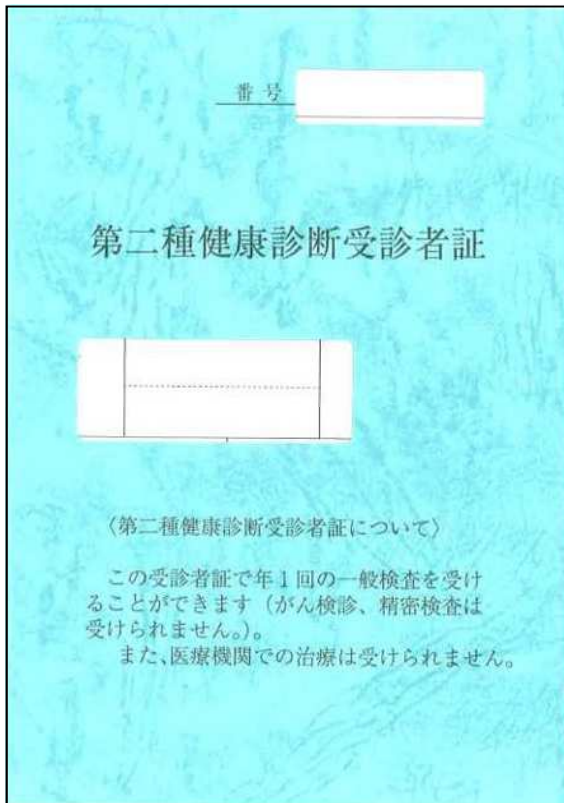 番号
第二種健康診断受診者証
〈第二種健康診断受診者証について〉
この受診者証で年１回の一般検査を受け
ることができます（がん検診、精密検査は
受けられません。）。
また、医療機関での治療は受けられません。